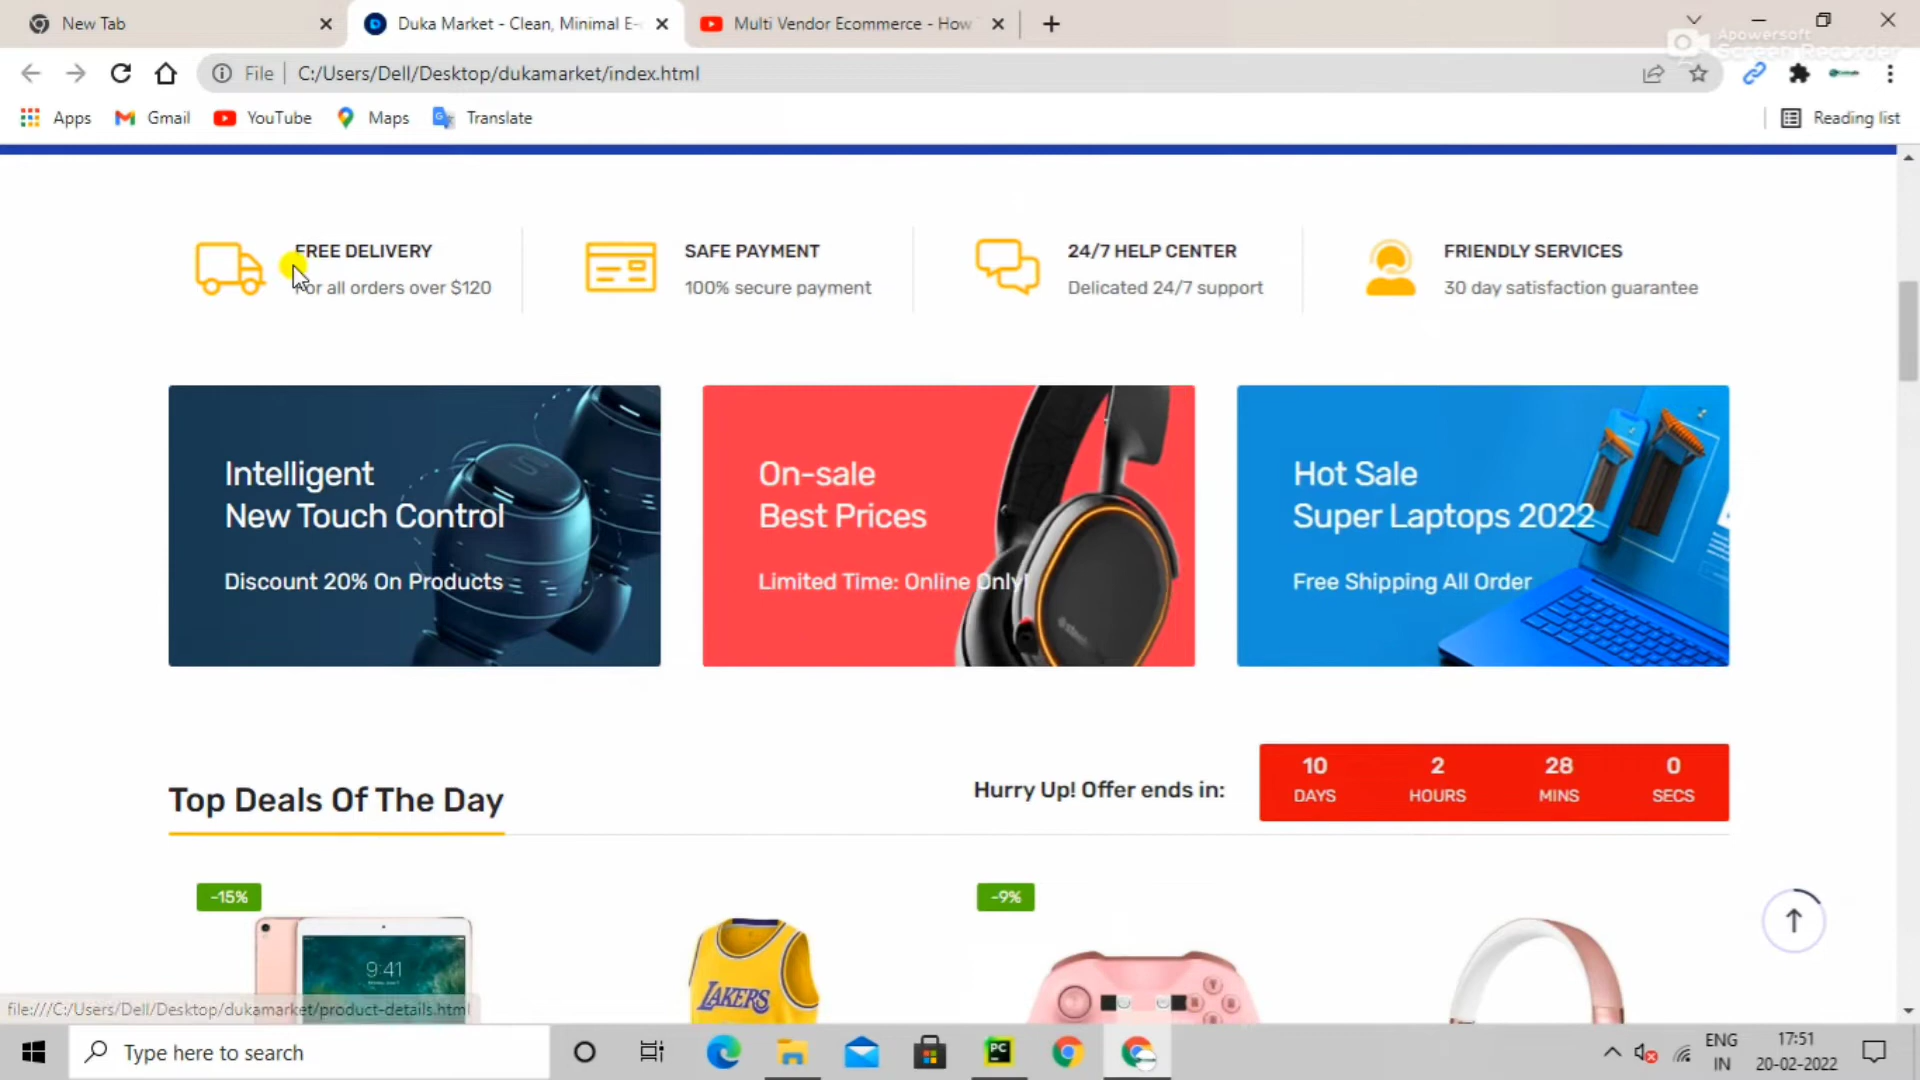 New Tab
Duka Market - Clean, Minimal E-
Multi Vendor Ecommerce - How
Apowersoft
Screen Recorder
File
C:/Users/Dell/Desktop/dukamarket/index.html
Apps
Gmail
YouTube
Maps
Translate
Reading list
FREE DELIVERY
For all orders over $120
SAFE PAYMENT
100% secure payment
24/7 HELP CENTER
Delicated 24/7 support
FRIENDLY SERVICES
30 day satisfaction guarantee
Intelligent
New Touch Control
Discount 20% On Products
On-sale
Best Prices
Limited Time: Online Only!
Hot Sale
Super Laptops 2022
Free Shipping All Order
Top Deals Of The Day
Hurry Up! Offer ends in:
10 2 28 0
DAYS HOURS MINS SECS
-15%
-9%
9:41
LAKERS
file:///C:/Users/Dell/Desktop/dukamarket/product-details.html
Type here to search
PC
ENG
IN
17:51
20-02-2022